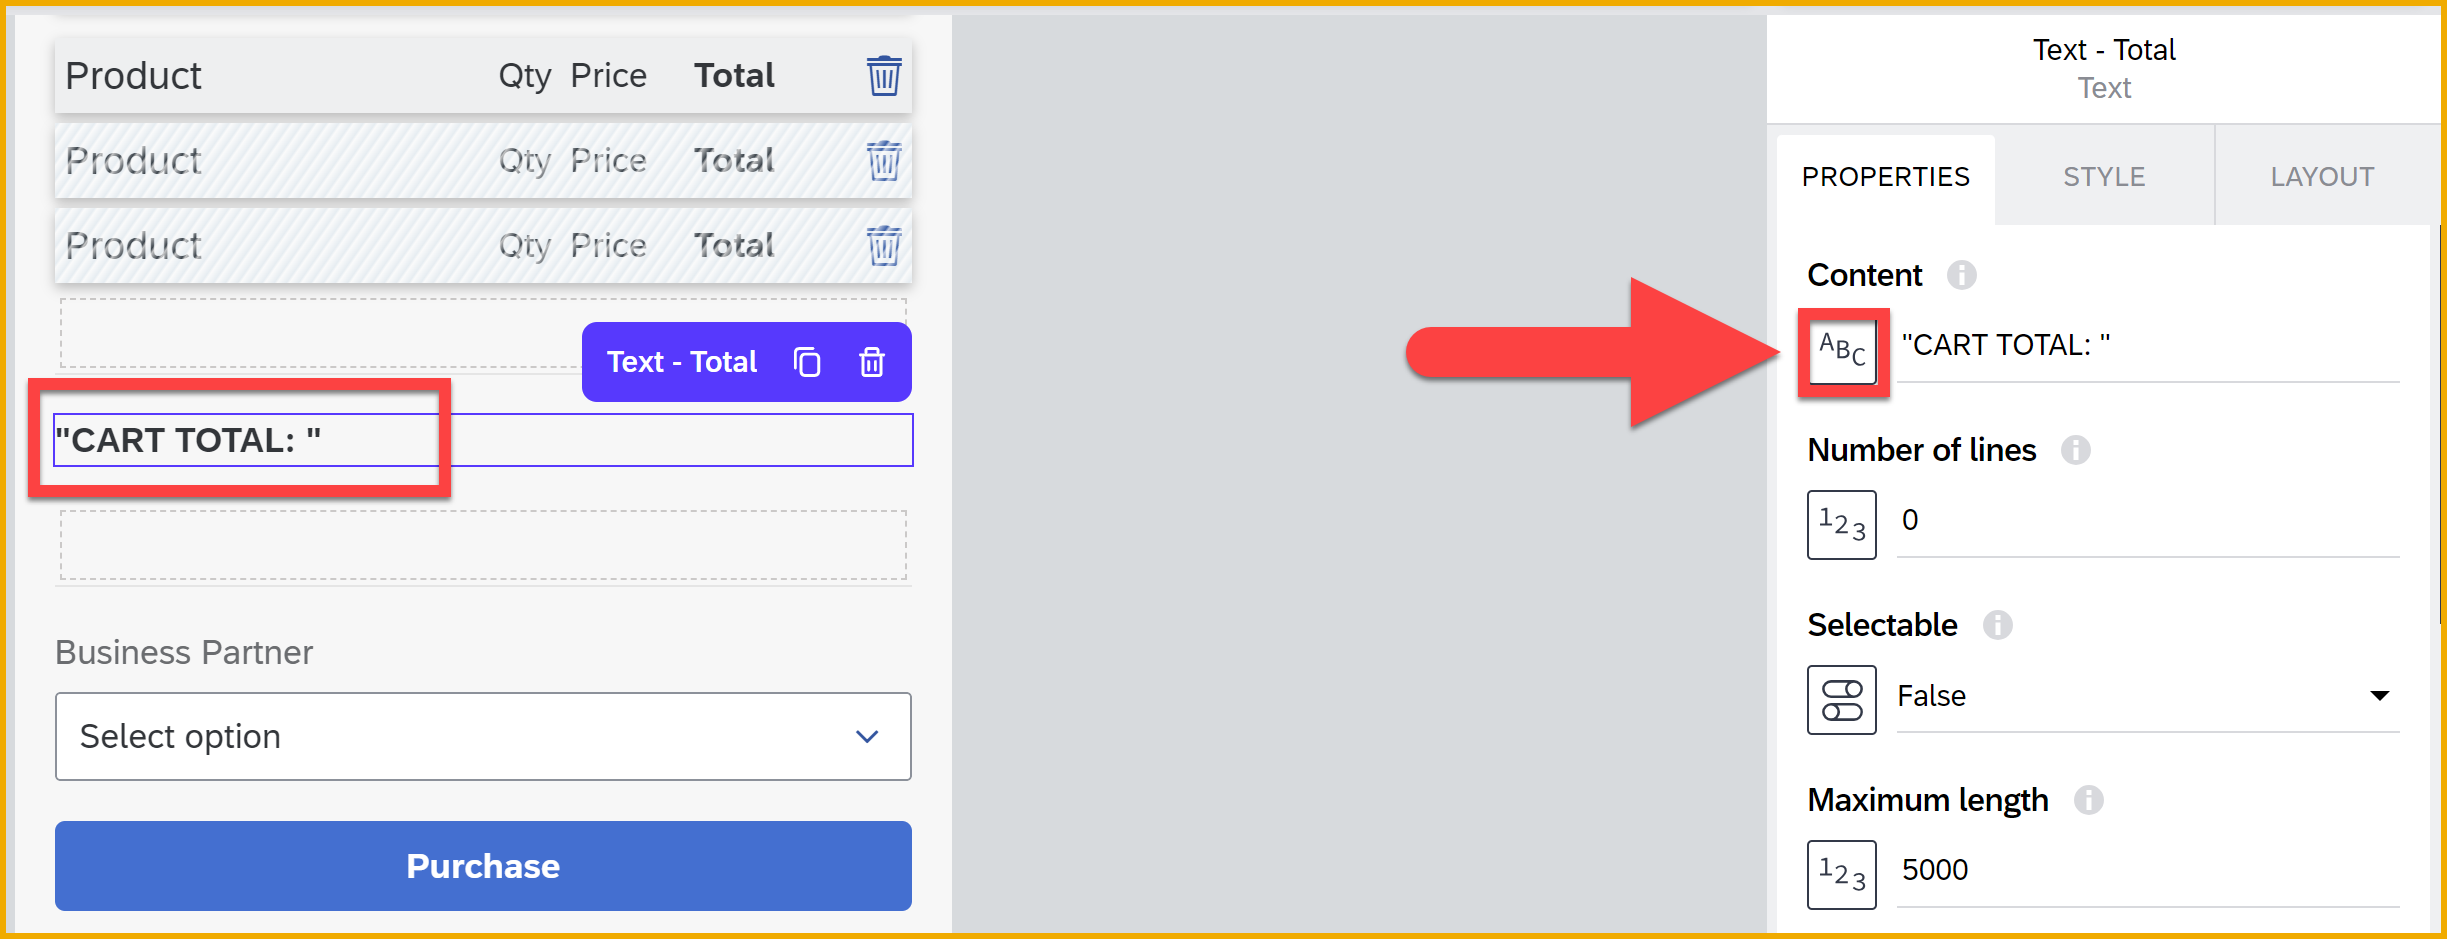 Product Qty Price Total
Product Qty Price Total
Product Qty Price Total
Text - Total
"CART TOTAL: "
Business Partner
Select option
Purchase
Text - Total
Text
PROPERTIES STYLE LAYOUT
Content
ABC "CART TOTAL: "
Number of lines
123 0
Selectable
False
Maximum length
123 5000